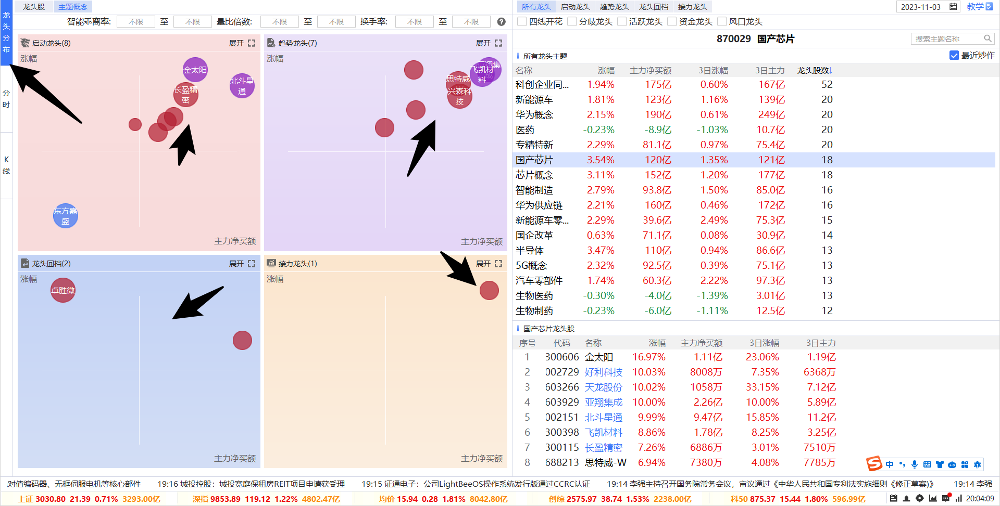 龙头分布
分时
K线
龙头股 主题概念
智能乖离率: 不限 至 不限 量比倍数: 不限 至 不限 换手率: 不限 至 不限
启动龙头(8) 展开
涨幅
金太阳
北斗星通
长盈精密
东方嘉盛
主力净买额
趋势龙头(7) 展开
涨幅
亚翔集成
飞凯材料
思特威
兴森科技
主力净买额
龙头回档(2) 展开
涨幅
卓胜微
主力净买额
接力龙头(1) 展开
涨幅
主力净买额
所有龙头 启动龙头 趋势龙头 龙头回档 接力龙头 2023-11-03 教学
四线开花 分歧龙头 活跃龙头 资金龙头 风口龙头
870029 国产芯片 搜索主题名称
所有龙头主题 最近炒作
名称 涨幅 主力净买额 3日涨幅 3日主力 龙头股数↓
科创企业同... 1.94% 175亿 0.60% 167亿 52
新能源车 1.81% 123亿 1.16% 139亿 20
华为概念 2.15% 190亿 0.61% 249亿 20
医药 -0.23% -8.9亿 -1.03% 10.7亿 20
专精特新 2.29% 81.1亿 0.97% 75.4亿 20
国产芯片 3.54% 120亿 1.35% 121亿 18
芯片概念 3.11% 152亿 1.20% 177亿 18
智能制造 2.79% 93.8亿 1.50% 85.0亿 16
华为供应链 2.21% 160亿 0.46% 172亿 16
新能源车零... 2.29% 39.6亿 2.49% 75.3亿 15
国企改革 0.63% 71.1亿 0.08% 30.9亿 14
半导体 3.47% 110亿 0.94% 86.6亿 13
5G概念 2.32% 92.5亿 0.39% 75.1亿 13
汽车零部件 1.74% 60.3亿 2.22% 97.3亿 13
生物医药 -0.30% -4.0亿 -1.39% 3.01亿 13
生物制药 -0.23% -6.0亿 -1.11% 12.5亿 12
国产芯片龙头股
序号 代码 名称 涨幅 主力净买额 3日涨幅 3日主力
1 300606 金太阳 16.97% 1.11亿 23.06% 1.19亿
2 002729 好利科技 10.03% 8008万 7.35% 6368万
3 603266 天龙股份 10.02% 1058万 33.15% 7.12亿
4 603929 亚翔集成 10.00% 2.26亿 10.00% 5.89亿
5 002151 北斗星通 9.99% 9.47亿 15.85% 11.2亿
6 300398 飞凯材料 8.86% 1.78亿 8.25% 3.25亿
7 300115 长盈精密 7.26% 6886万 3.01% 7510万
8 688213 思特威-W 6.94% 7380万 4.08% 7785万
S 中
对值编码器、无框伺服电机等核心部件 19:16 城投控股：城投宽庭保租房REIT项目申请获受理 19:15 证通电子：公司LightBeeOS操作系统发行版通过CCRC认证 19:14 李强主持召开国务院常务会议，审议通过《中华人民共和国专利法实施细则《修正草案)》 19:14 李强
上证 3030.80 21.39 0.71% 3293.00亿 深指 9853.89 119.12 1.22% 4802.47亿 均价 15.94 0.28 1.81% 8042.80亿 创综 2575.97 38.74 1.53% 2238.00亿 科50 875.37 15.44 1.80% 596.99亿 20:04:09